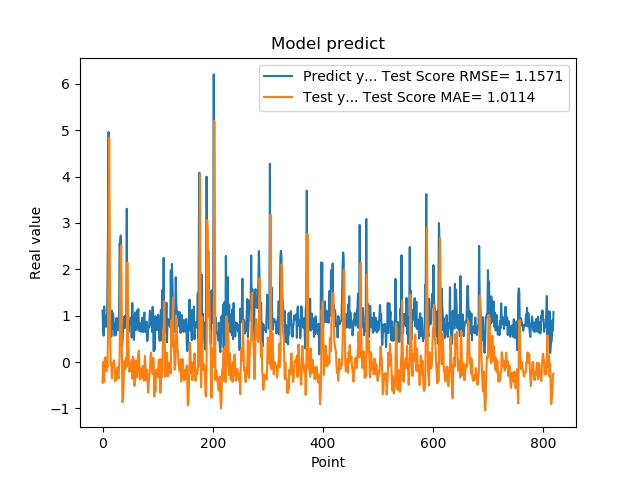 Model predict
Predict y... Test Score RMSE= 1.1571
Test y... Test Score MAE= 1.0114
Real value
6
5
4
3
2
1
0
−1
0 200 400 600 800
Point